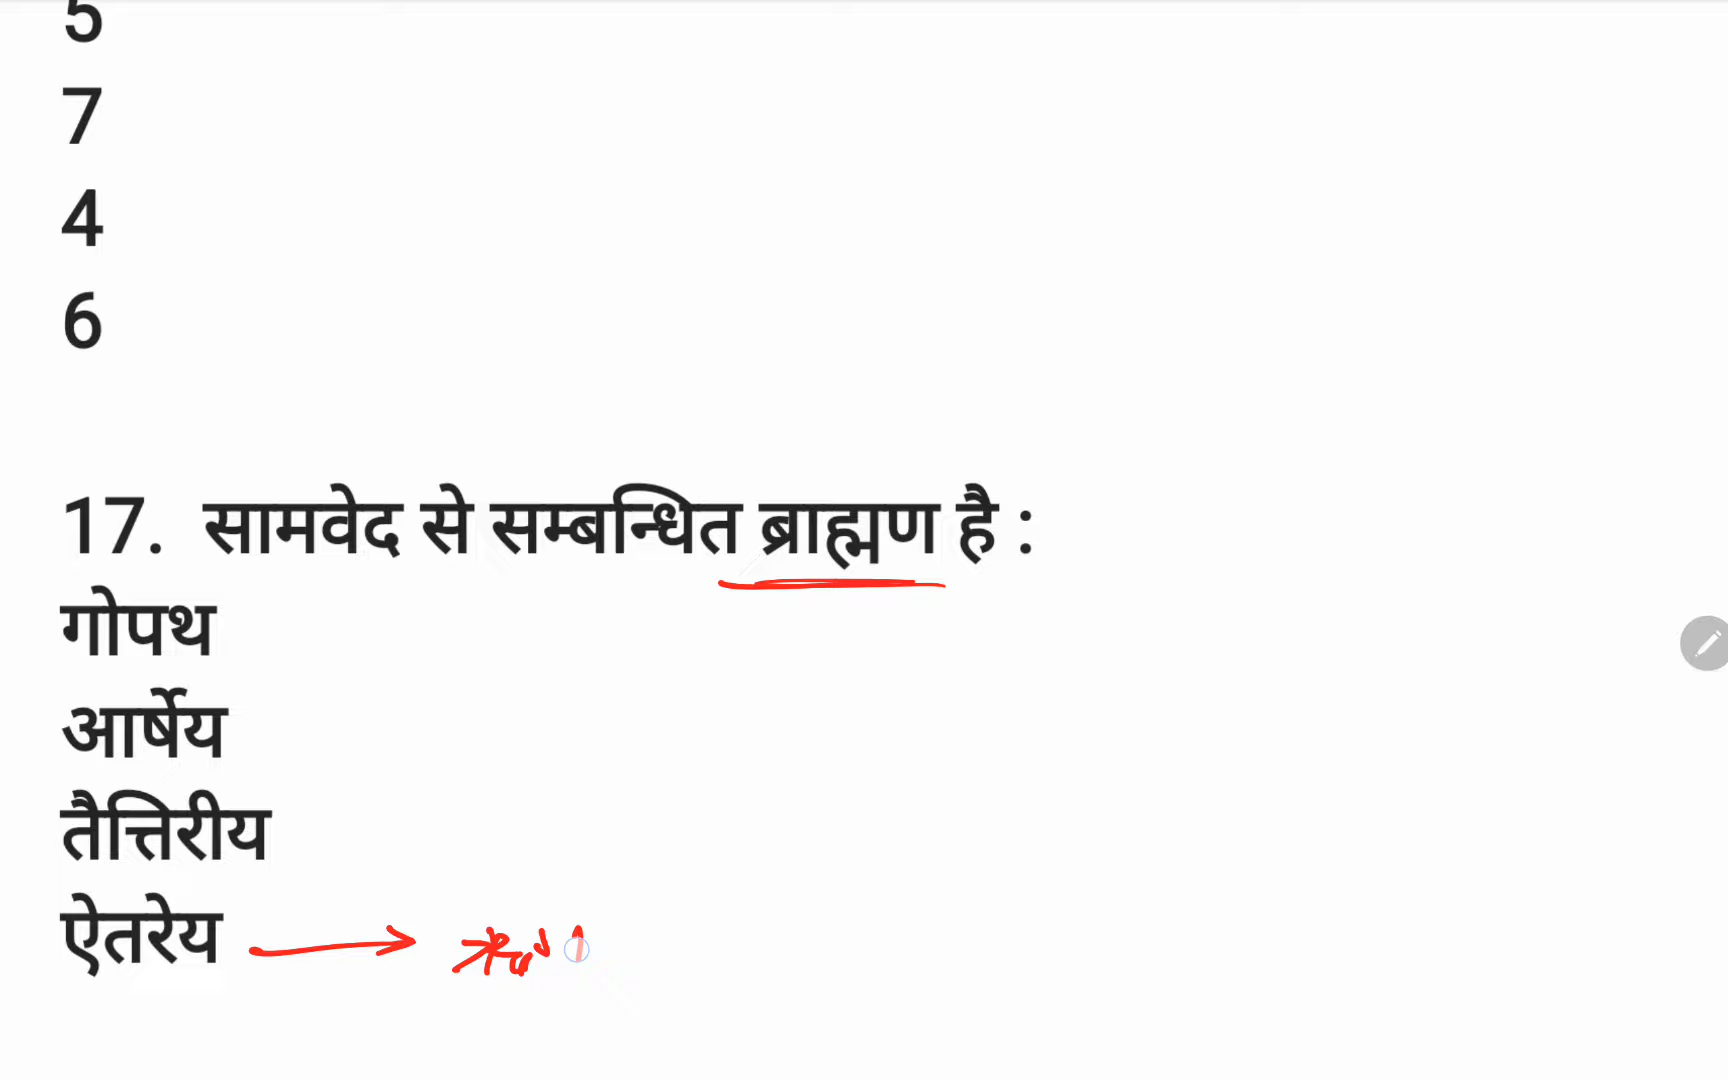 5
7
4
6
17. सामवेद से सम्बन्धित ब्राह्मण है :
गोपथ
आर्षेय
तैत्तिरीय
ऐतरेय